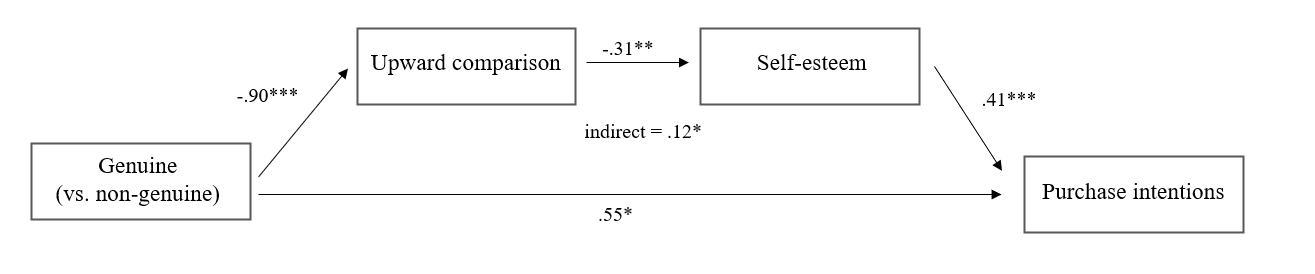 Upward comparison
-.31**
Self-esteem
-.90***
.41***
indirect = .12*
Genuine
(vs. non-genuine)
Purchase intentions
.55*